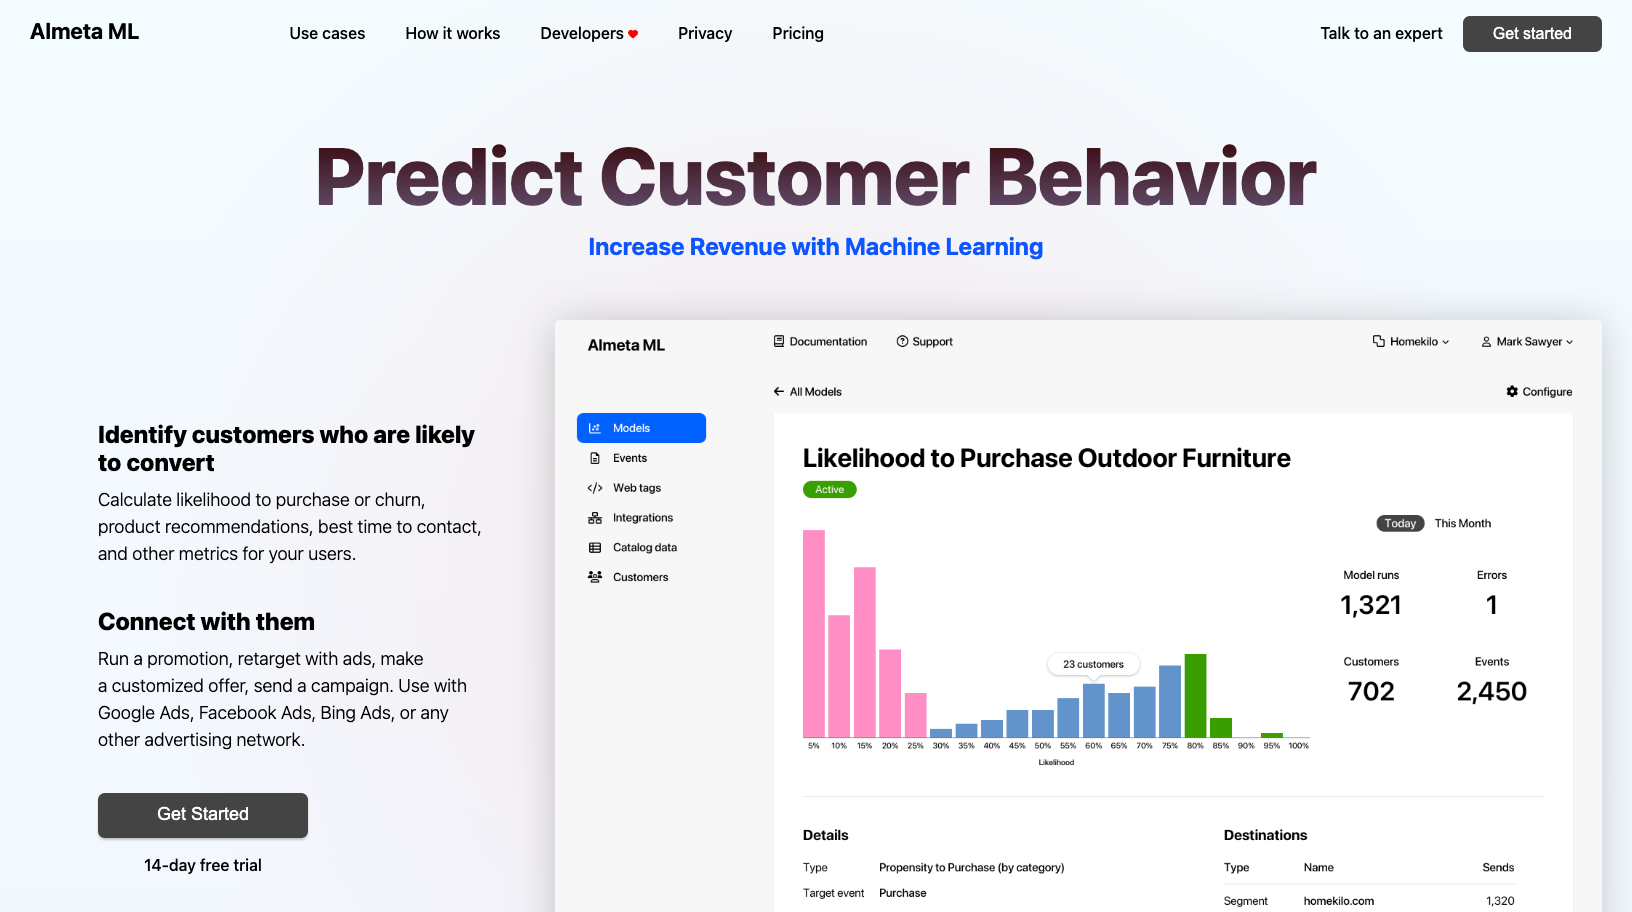 Almeta ML
Use cases
How it works
Developers
Privacy
Pricing
Talk to an expert
Get started
Predict Customer Behavior
Increase Revenue with Machine Learning
Identify customers who are likely
to convert
Calculate likelihood to purchase or churn,
product recommendations, best time to contact,
and other metrics for your users.
Connect with them
Run a promotion, retarget with ads, make
a customized offer, send a campaign. Use with
Google Ads, Facebook Ads, Bing Ads, or any
other advertising network.
Get Started
14-day free trial
Almeta ML
Documentation
Support
Homekilo
Mark Sawyer
All Models
Configure
Models
Events
Web tags
Integrations
Catalog data
Customers
Likelihood to Purchase Outdoor Furniture
Active
Today
This Month
Model runs
1,321
Errors
1
Customers
702
Events
2,450
23 customers
5% 10% 15% 20% 25% 30% 35% 40% 45% 50% 55% 60% 65% 70% 75% 80% 85% 90% 95% 100%
Likelihood
Details
Type Propensity to Purchase (by category)
Target event Purchase
Destinations
Type Name Sends
Segment homekilo.com 1,320